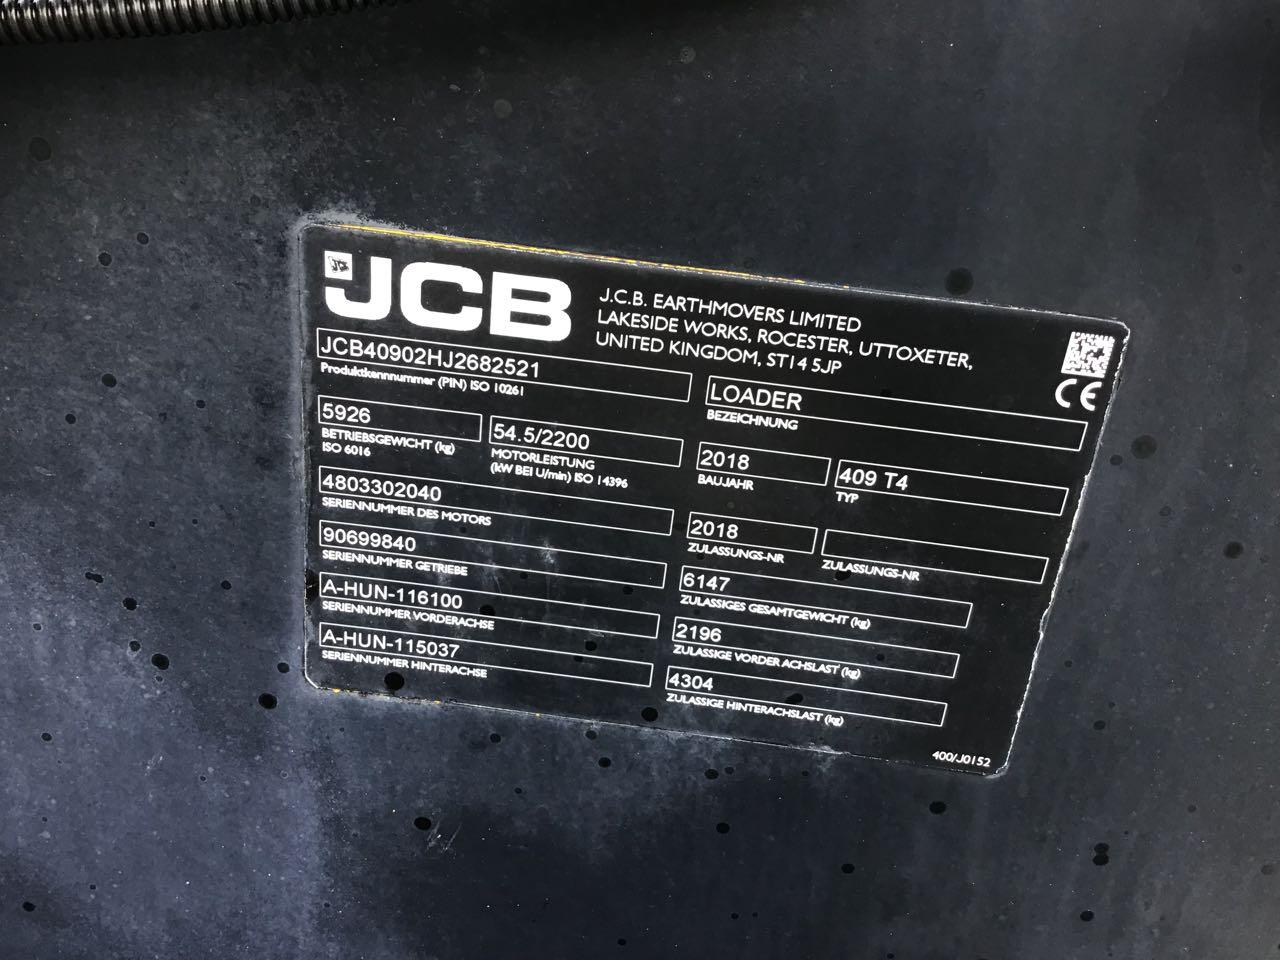 JCB
J.C.B. EARTHMOVERS LIMITED
LAKESIDE WORKS, ROCESTER, UTTOXETER,
UNITED KINGDOM, ST14 5JP
CE
JCB40902HJ2682521
Produktkennnummer (PIN) ISO 10261
LOADER
BEZEICHNUNG
5926
BETRIEBSGEWICHT (kg)
ISO 6016
54.5/2200
MOTORLEISTUNG
(kW BEI U/min) ISO 14396
2018
BAUJAHR
409 T4
TYP
4803302040
SERIENNUMMER DES MOTORS
2018
ZULASSUNGS-NR
ZULASSUNGS-NR
90699840
SERIENNUMMER GETRIEBE
6147
ZULASSIGES GESAMTGEWICHT (kg)
A-HUN-116100
SERIENNUMMER VORDERACHSE
2196
ZULASSIGE VORDER ACHSLAST (kg)
A-HUN-115037
SERIENNUMMER HINTERACHSE
4304
ZULASSIGE HINTERACHSLAST (kg)
400/J0152